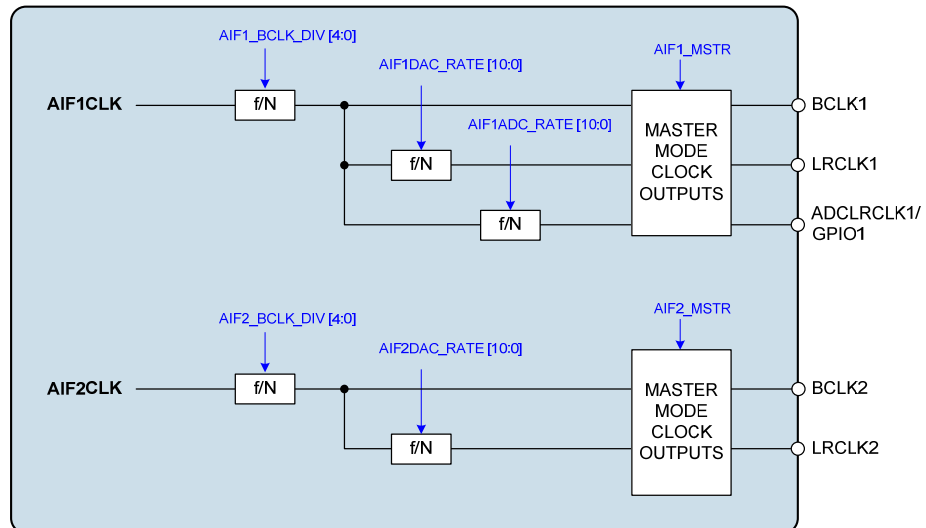 AIF1_BCLK_DIV [4:0]
AIF1_MSTR
AIF1DAC_RATE [10:0]
AIF1CLK
f/N
BCLK1
AIF1ADC_RATE [10:0]
MASTER
MODE
CLOCK
OUTPUTS
f/N
LRCLK1
f/N
ADCLRCLK1/
GPIO1
AIF2_BCLK_DIV [4:0]
AIF2_MSTR
AIF2DAC_RATE [10:0]
AIF2CLK
f/N
MASTER
MODE
CLOCK
OUTPUTS
BCLK2
f/N
LRCLK2